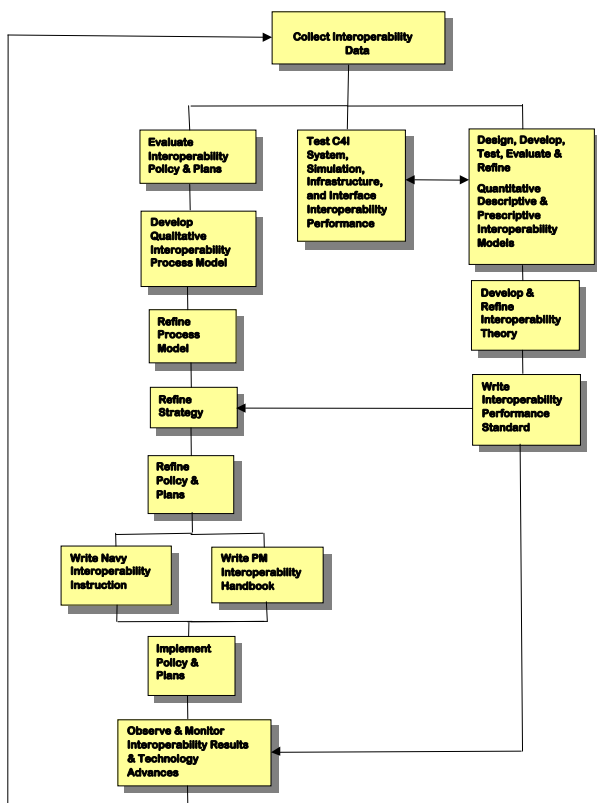 Collect Interoperability
Data
Evaluate
Interoperability
Policy & Plans
Test C4I
System,
Simulation,
Infrastructure,
and Interface
Interoperability
Performance
Design, Develop,
Test, Evaluate &
Refine
Quantitative
Descriptive &
Prescriptive
Interoperability
Models
Develop
Qualitative
Interoperability
Process Model
Develop &
Refine
Interoperability
Theory
Refine
Process
Model
Write
Interoperability
Performance
Standard
Refine
Strategy
Refine
Policy &
Plans
Write Navy
Interoperability
Instruction
Write PM
Interoperability
Handbook
Implement
Policy &
Plans
Observe & Monitor
Interoperability Results
& Technology
Advances